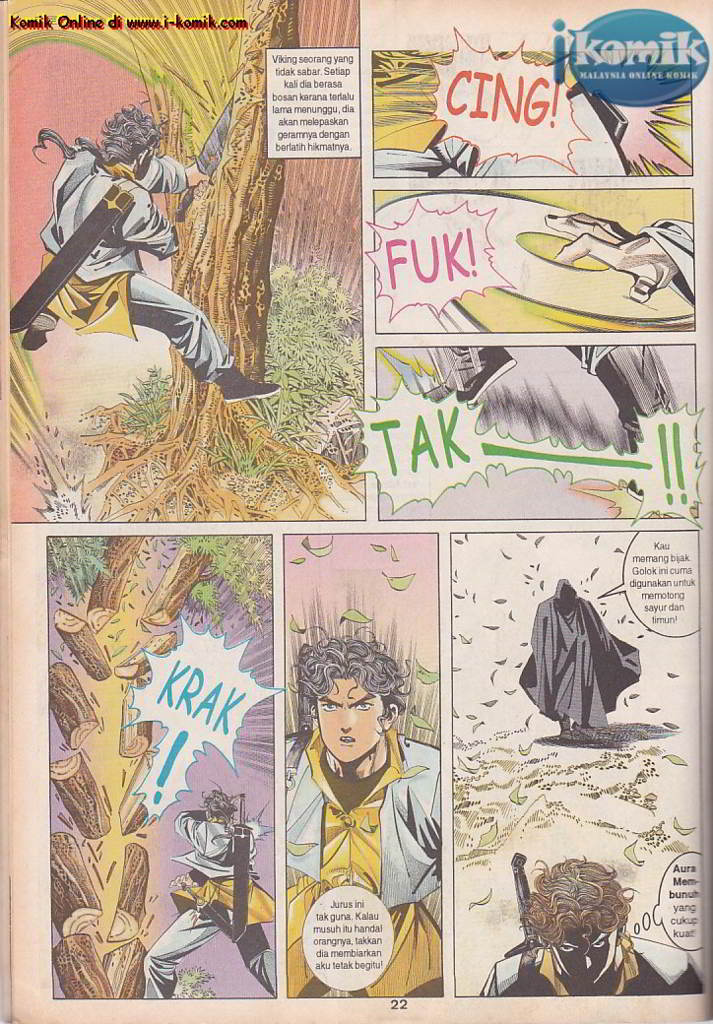 Komik Online di www.i-komik.com
ikomik
MALAYSIA ONLINE KOMIK
Viking seorang yang
tidak sabar. Setiap
kali dia berasa
bosan kerana terlalu
lama menunggu, dia
akan melepaskan
geramnya dengan
berlatih hikmatnya.
CING!
FUK!
TAK — !!
KRAK
!
Jurus ini
tak guna. Kalau
musuh itu handal
orangnya, takkan
dia membiarkan
aku tetak begitu!
Kau
memang bijak.
Golok ini cuma
digunakan untuk
memotong
sayur dan
timun!
Aura
Mem-
bunuh
yang
cukup
kuat!
22